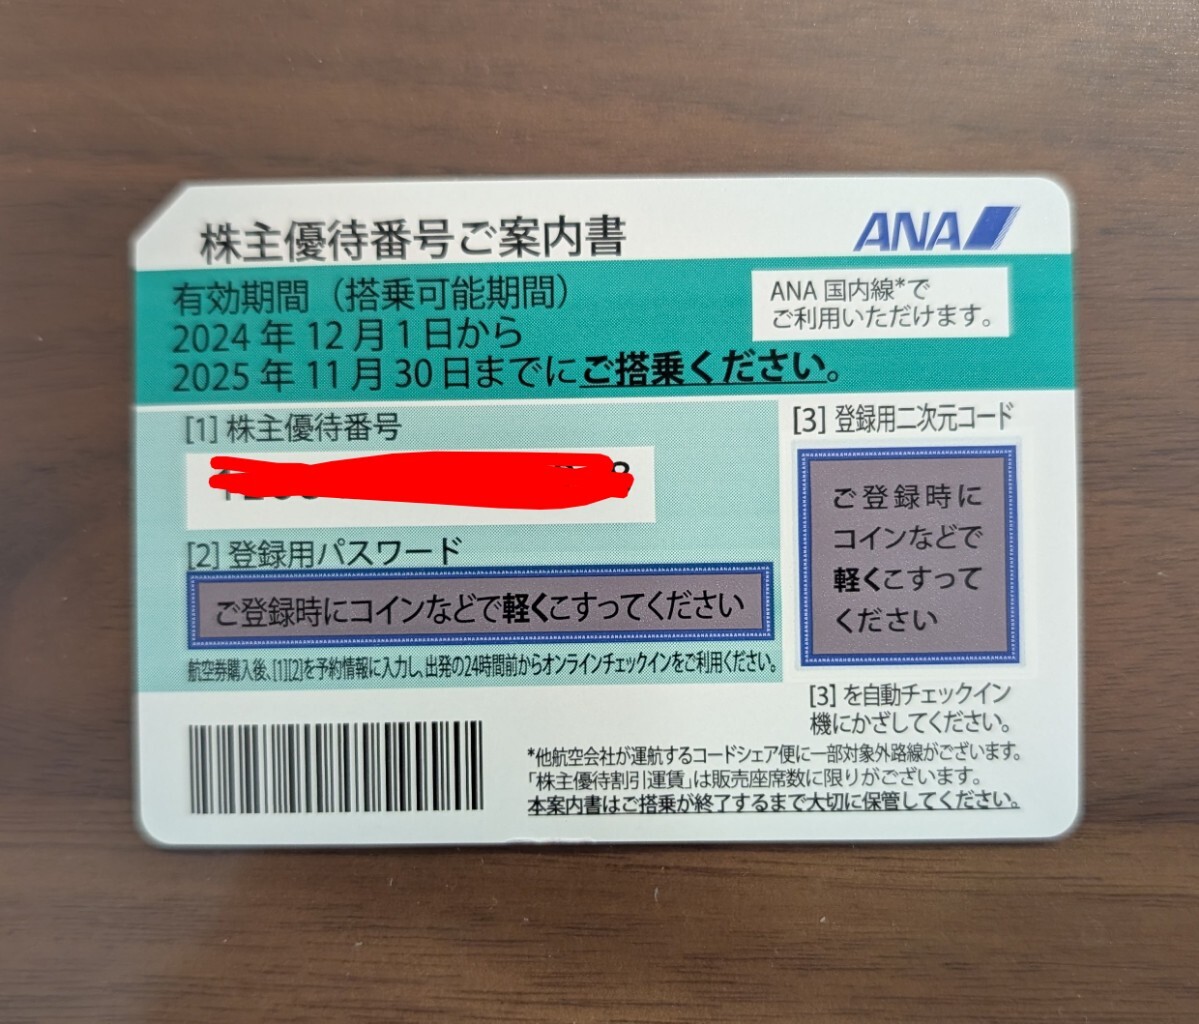 株主優待番号ご案内書
ANA
有効期間（搭乗可能期間）
2024年12月1日から
2025年11月30日までにご搭乗ください。
ANA国内線*で
ご利用いただけます。
[1] 株主優待番号
[2] 登録用パスワード
ご登録時にコインなどで軽くこすってください
航空券購入後、[1][2]を予約情報に入力し、出発の24時間前からオンラインチェックインをご利用ください。
[3] 登録用二次元コード
ご登録時に
コインなどで
軽くこすって
ください
[3] を自動チェックイン
機にかざしてください。
*他航空会社が運航するコードシェア便に一部対象外路線がございます。
「株主優待割引運賃」は販売座席数に限りがございます。
本案内書はご搭乗が終了するまで大切に保管してください。